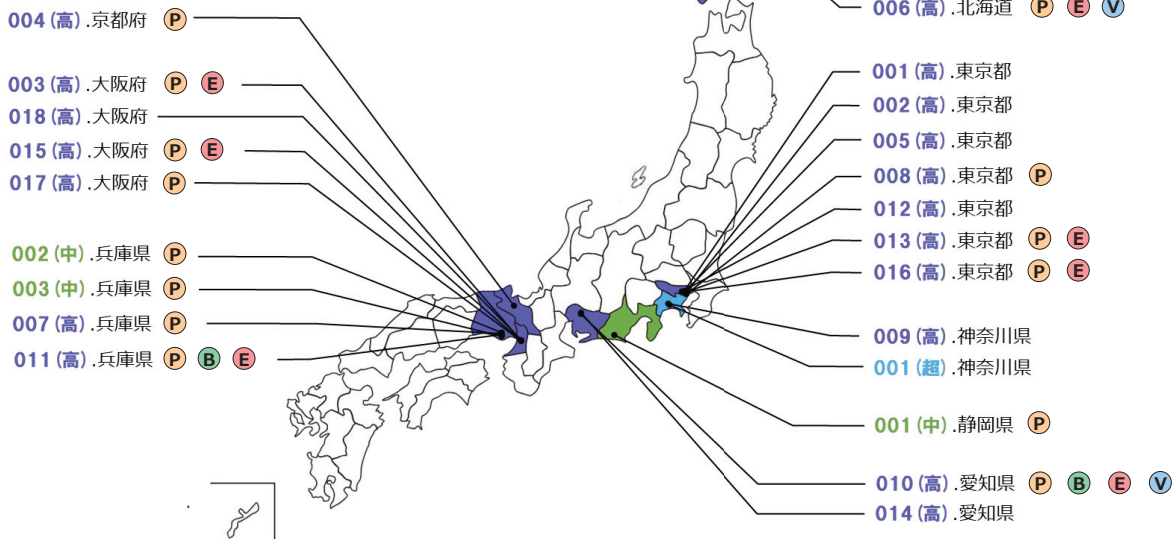 004(高).京都府 P
003(高).大阪府 P E
018(高).大阪府
015(高).大阪府 P E
017(高).大阪府 P
002(中).兵庫県 P
003(中).兵庫県 P
007(高).兵庫県 P
011(高).兵庫県 P B E
006(高).北海道 P E V
001(高).東京都
002(高).東京都
005(高).東京都
008(高).東京都 P
012(高).東京都
013(高).東京都 P E
016(高).東京都 P E
009(高).神奈川県
001(超).神奈川県
001(中).静岡県 P
010(高).愛知県 P B E V
014(高).愛知県